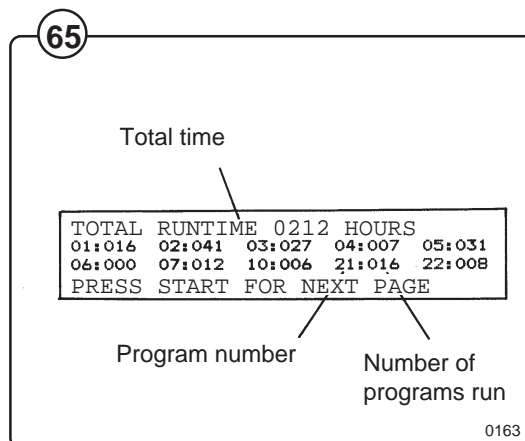 65
Total time
TOTAL RUNTIME 0212 HOURS
01:016 02:041 03:027 04:007 05:031
06:000 07:012 10:006 21:016 22:008
PRESS START FOR NEXT PAGE
Program number
Number of
programs run
0163